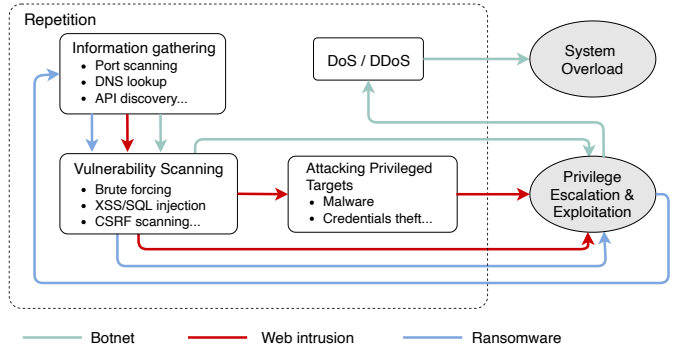 Repetition
Information gathering
• Port scanning
• DNS lookup
• API discovery...
DoS / DDoS
System
Overload
Vulnerability Scanning
• Brute forcing
• XSS/SQL injection
• CSRF scanning...
Attacking Privileged
Targets
• Malware
• Credentials theft...
Privilege
Escalation &
Exploitation
Botnet
Web intrusion
Ransomware